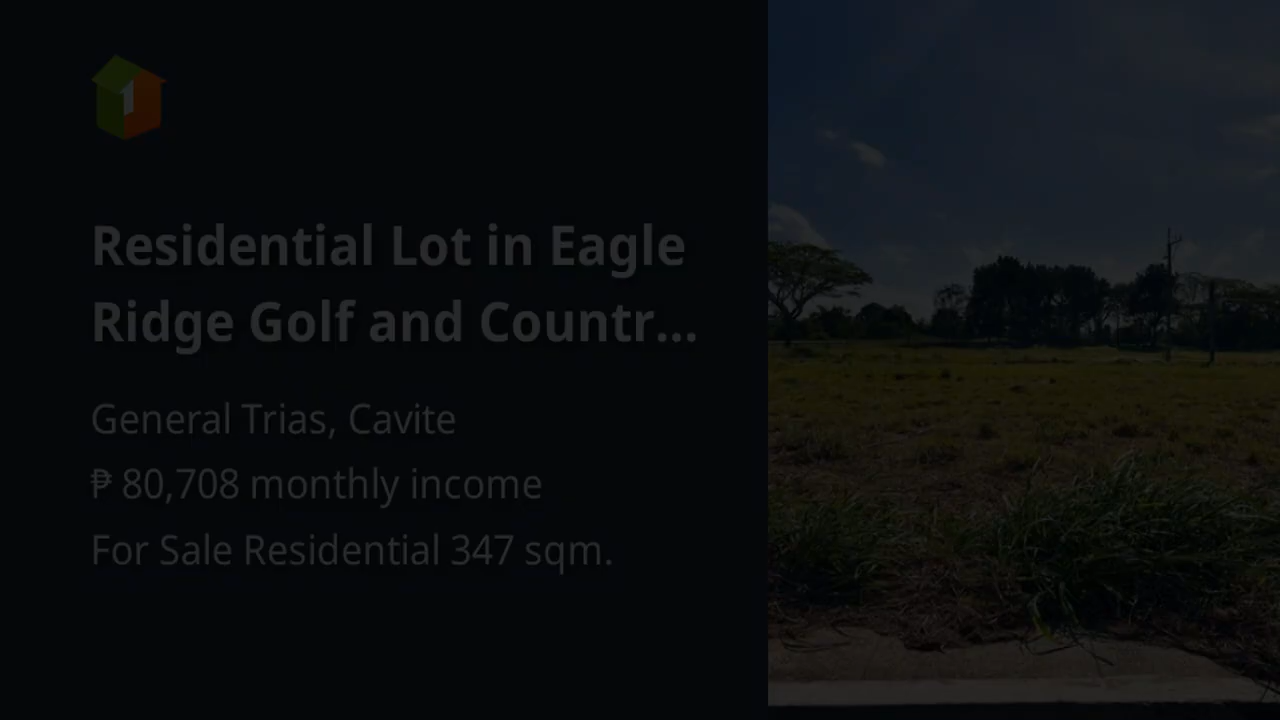 Residential Lot in Eagle
Ridge Golf and Countr...
General Trias, Cavite
₱ 80,708 monthly income
For Sale Residential 347 sqm.